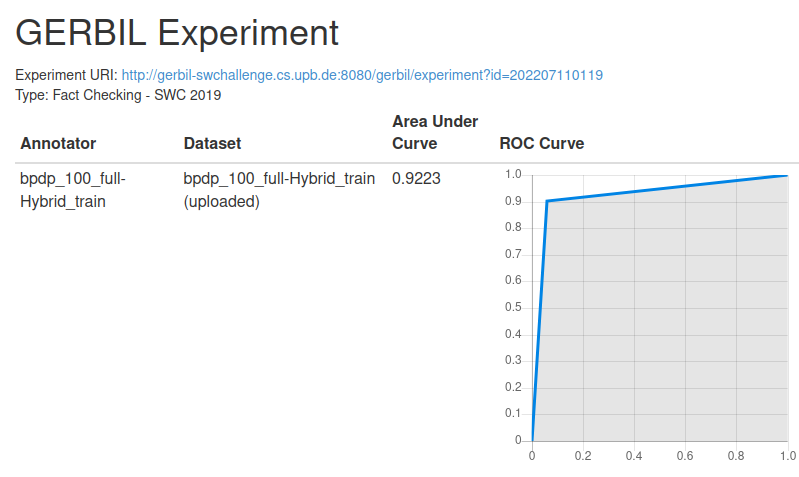 GERBIL Experiment
Experiment URI: http://gerbil-swchallenge.cs.upb.de:8080/gerbil/experiment?id=202207110119
Type: Fact Checking - SWC 2019
Annotator Dataset Area Under Curve ROC Curve
bpdp_100_full-Hybrid_train bpdp_100_full-Hybrid_train (uploaded) 0.9223
1.0
0.9
0.8
0.7
0.6
0.5
0.4
0.3
0.2
0.1
0
0 0.2 0.4 0.6 0.8 1.0